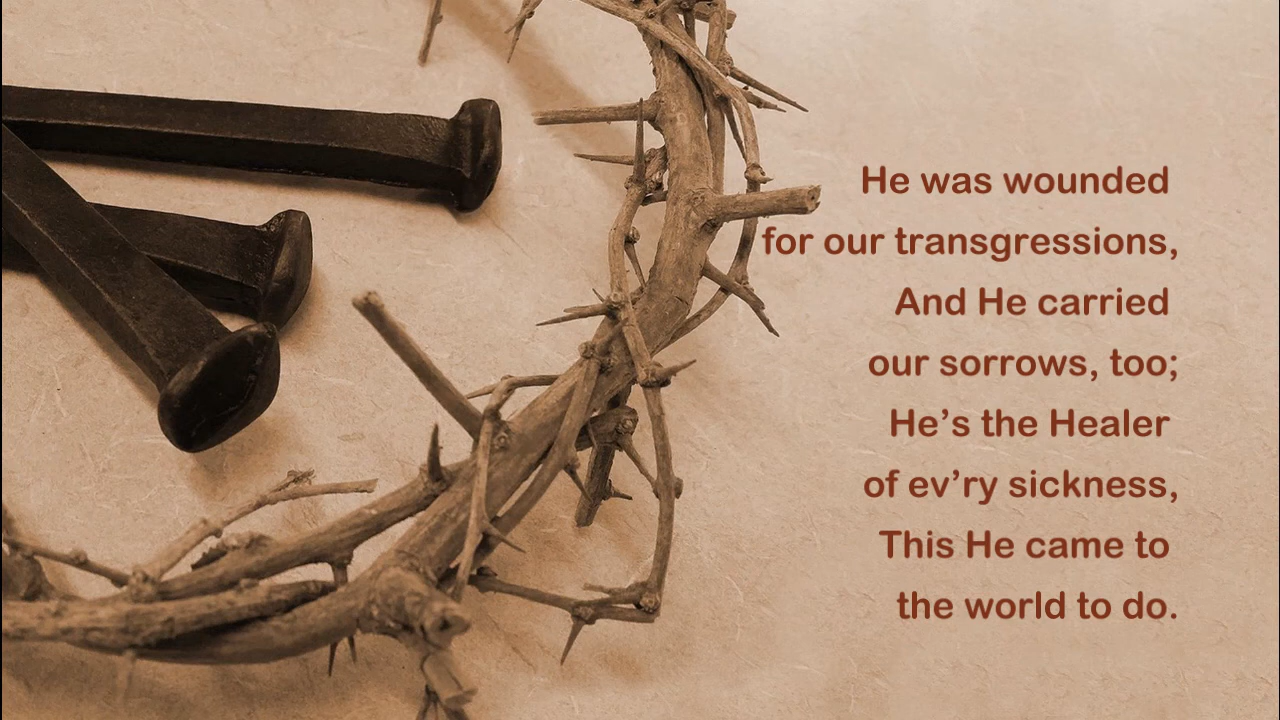 He was wounded
for our transgressions,
And He carried
our sorrows, too;
He’s the Healer
of ev’ry sickness,
This He came to
the world to do.